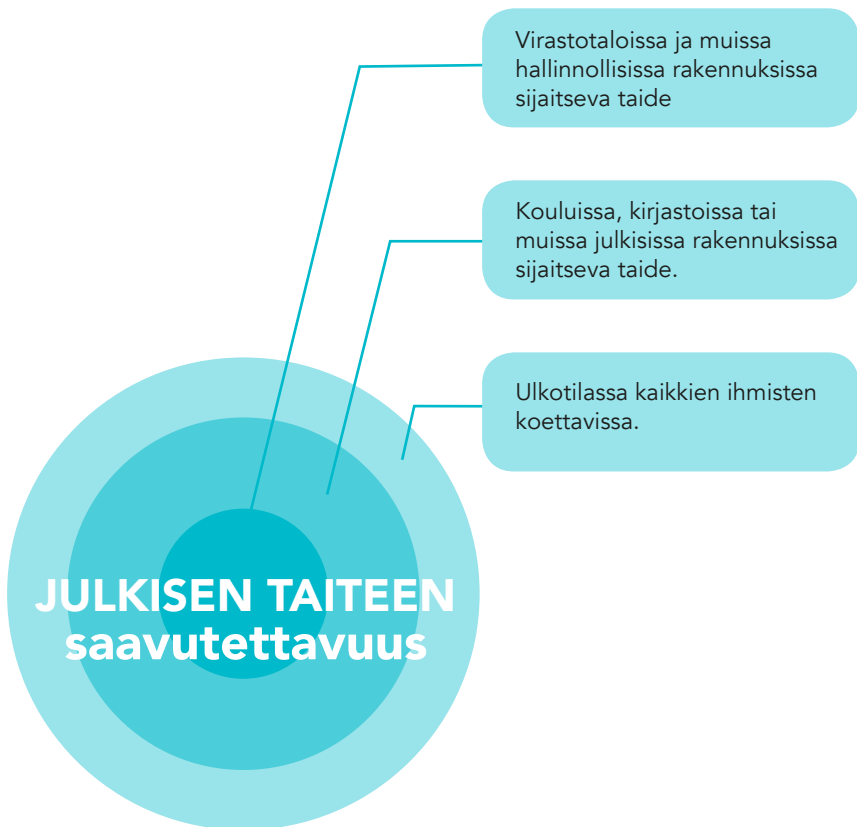 Virastotaloissa ja muissa
hallinnollisissa rakennuksissa
sijaitseva taide
Kouluissa, kirjastoissa tai
muissa julkisissa rakennuksissa
sijaitseva taide.
Ulkotilassa kaikkien ihmisten
koettavissa.
JULKISEN TAITEEN
saavutettavuus